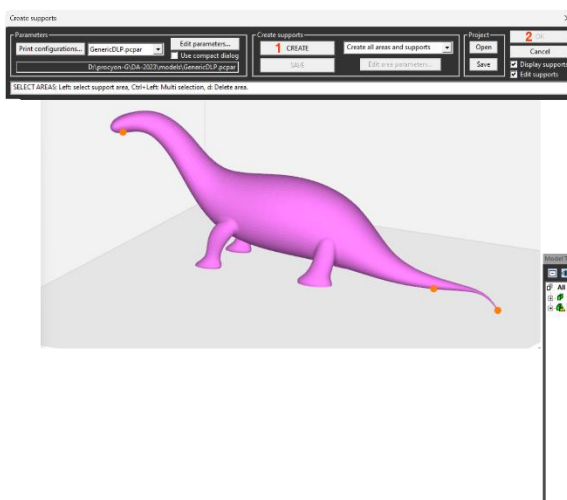 Create supports
Parameters
Print configurations...
GenericDLP.pcpar
Edit parameters...
Use compact dialog
D:\procyon-G\DA-2023\models\GenericDLP.pcpar
Create supports
1 CREATE
Create all areas and supports
SAVE
Edit area parameters...
Project
Open
Save
2 OK
Cancel
Display supports
Edit supports
SELECT AREAS: Left: select support area, Ctrl+Left: Multi selection, d: Delete area.
Model T
All